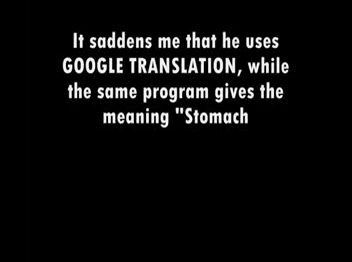 It saddens me that he uses
GOOGLE TRANSLATION, while
the same program gives the
meaning "Stomach